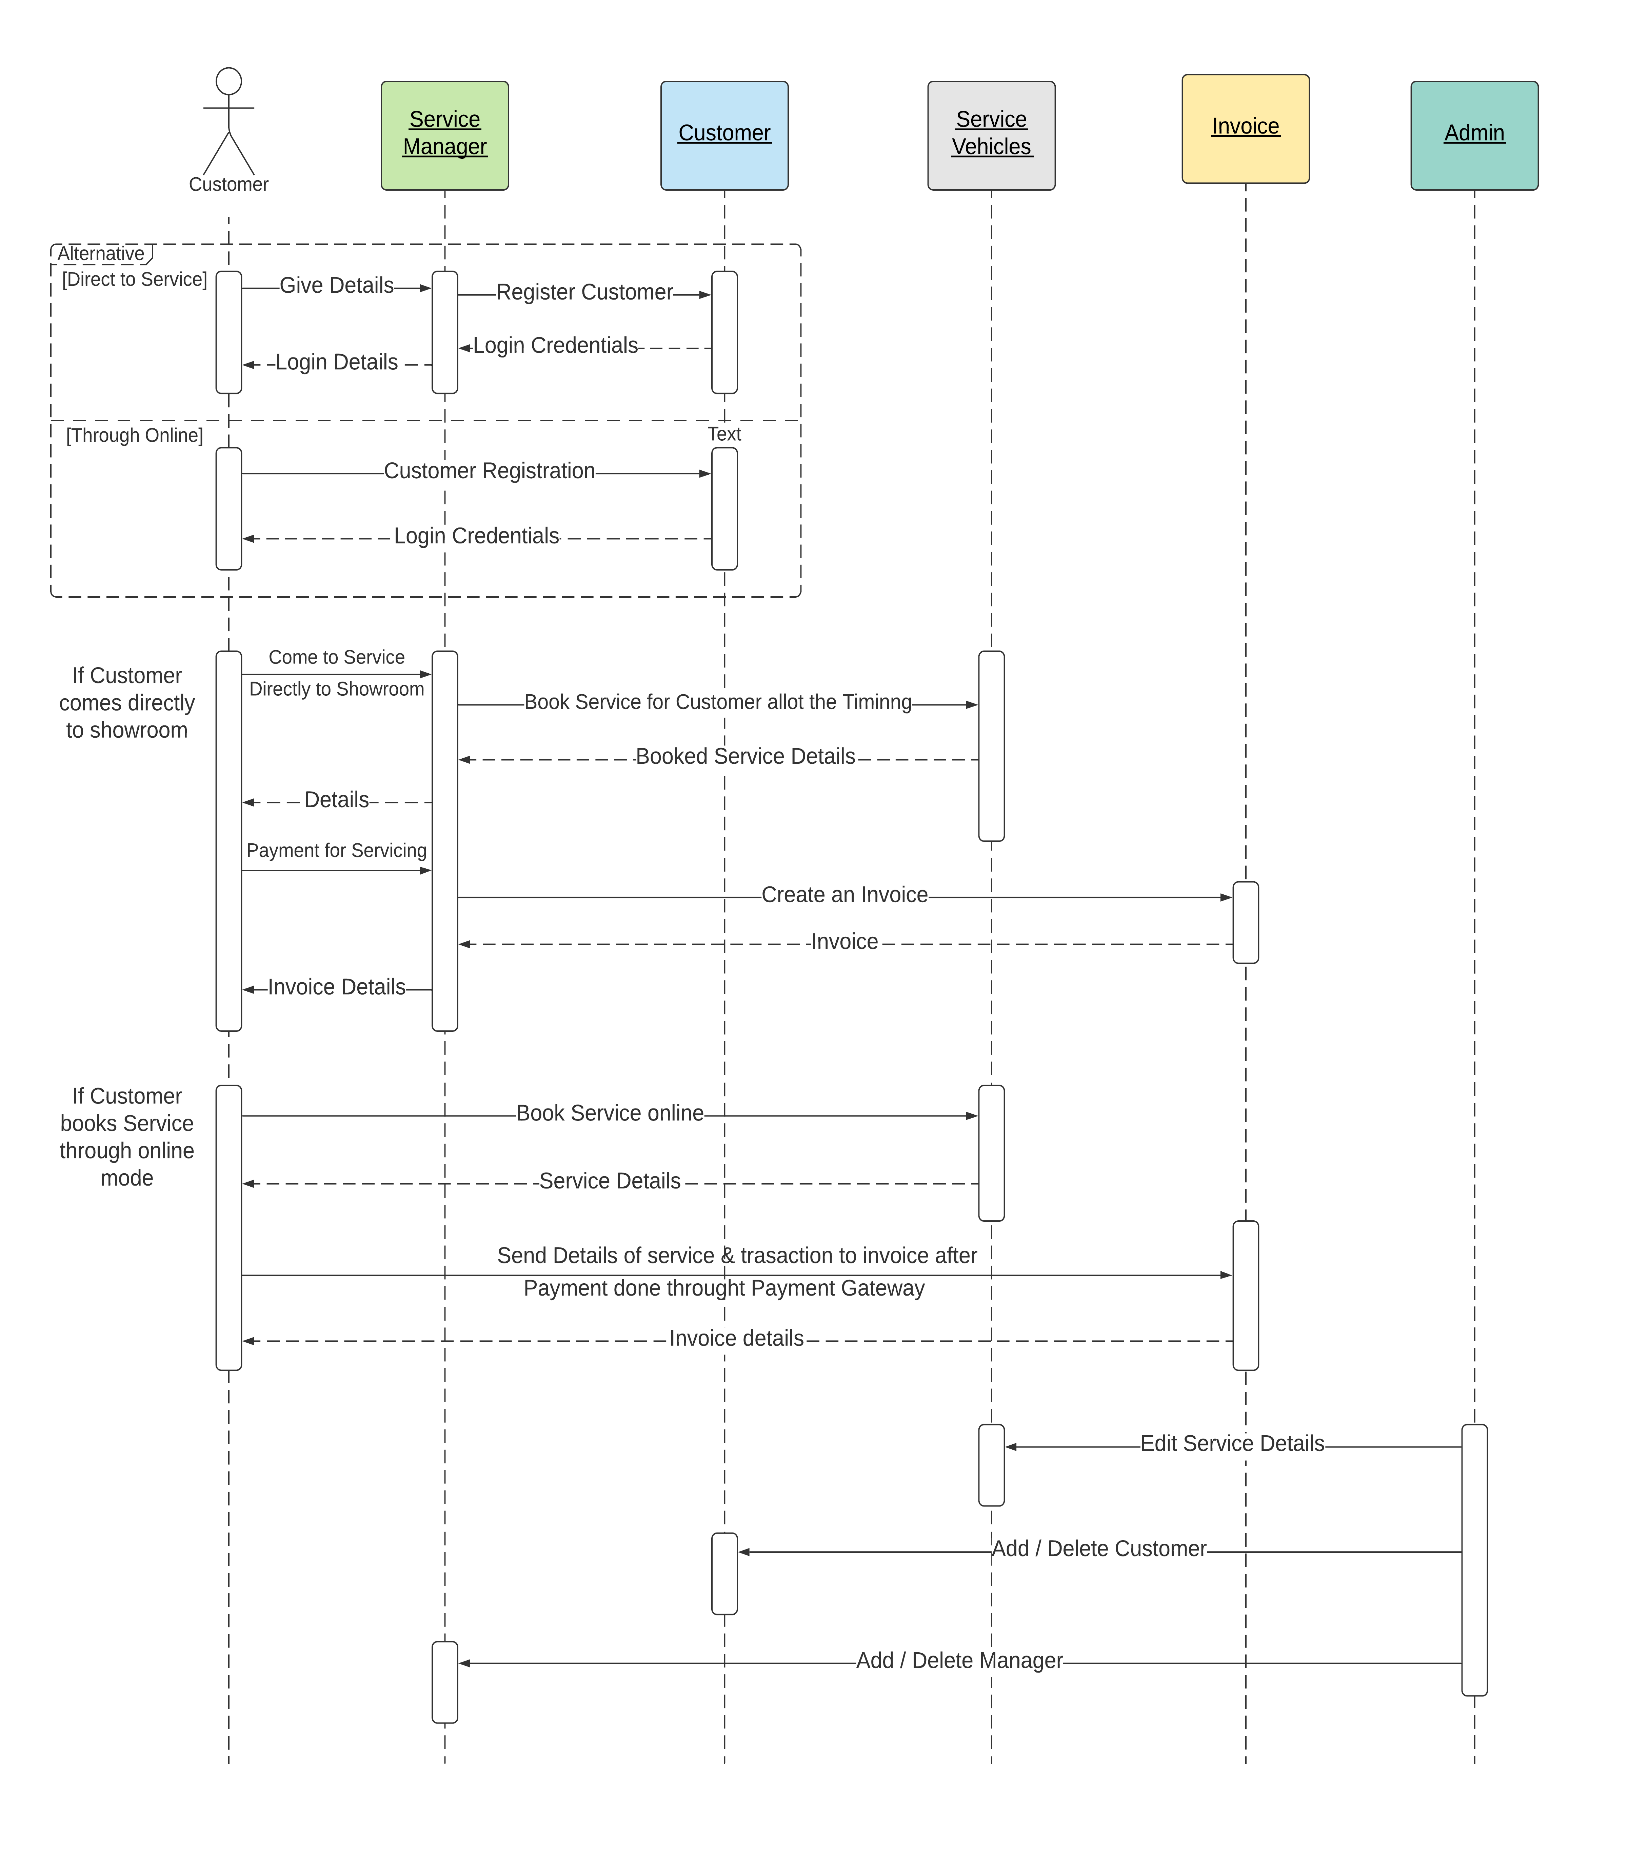 Customer
Service
Manager
Customer
Service
Vehicles
Invoice
Admin
Alternative
[Direct to Service]
Give Details
Register Customer
Login Credentials
Login Details
[Through Online]
Text
Customer Registration
Login Credentials
If Customer
comes directly
to showroom
Come to Service
Directly to Showroom
Book Service for Customer allot the Timinng
Booked Service Details
Details
Payment for Servicing
Create an Invoice
Invoice
Invoice Details
If Customer
books Service
through online
mode
Book Service online
Service Details
Send Details of service & trasaction to invoice after
Payment done throught Payment Gateway
Invoice details
Edit Service Details
Add / Delete Customer
Add / Delete Manager